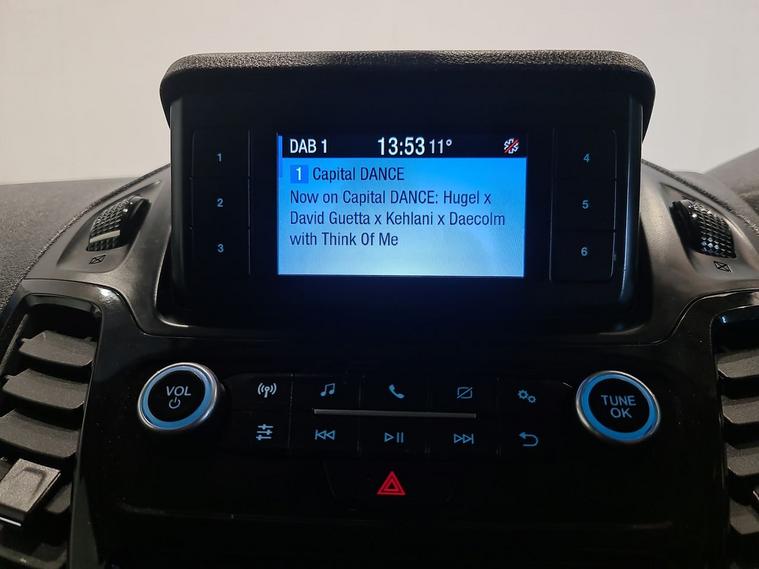 DAB 1 13:53 11°
1 Capital DANCE
Now on Capital DANCE: Hugel x
David Guetta x Kehlani x Daecolm
with Think Of Me
1
2
3
4
5
6
VOL
TUNE
OK